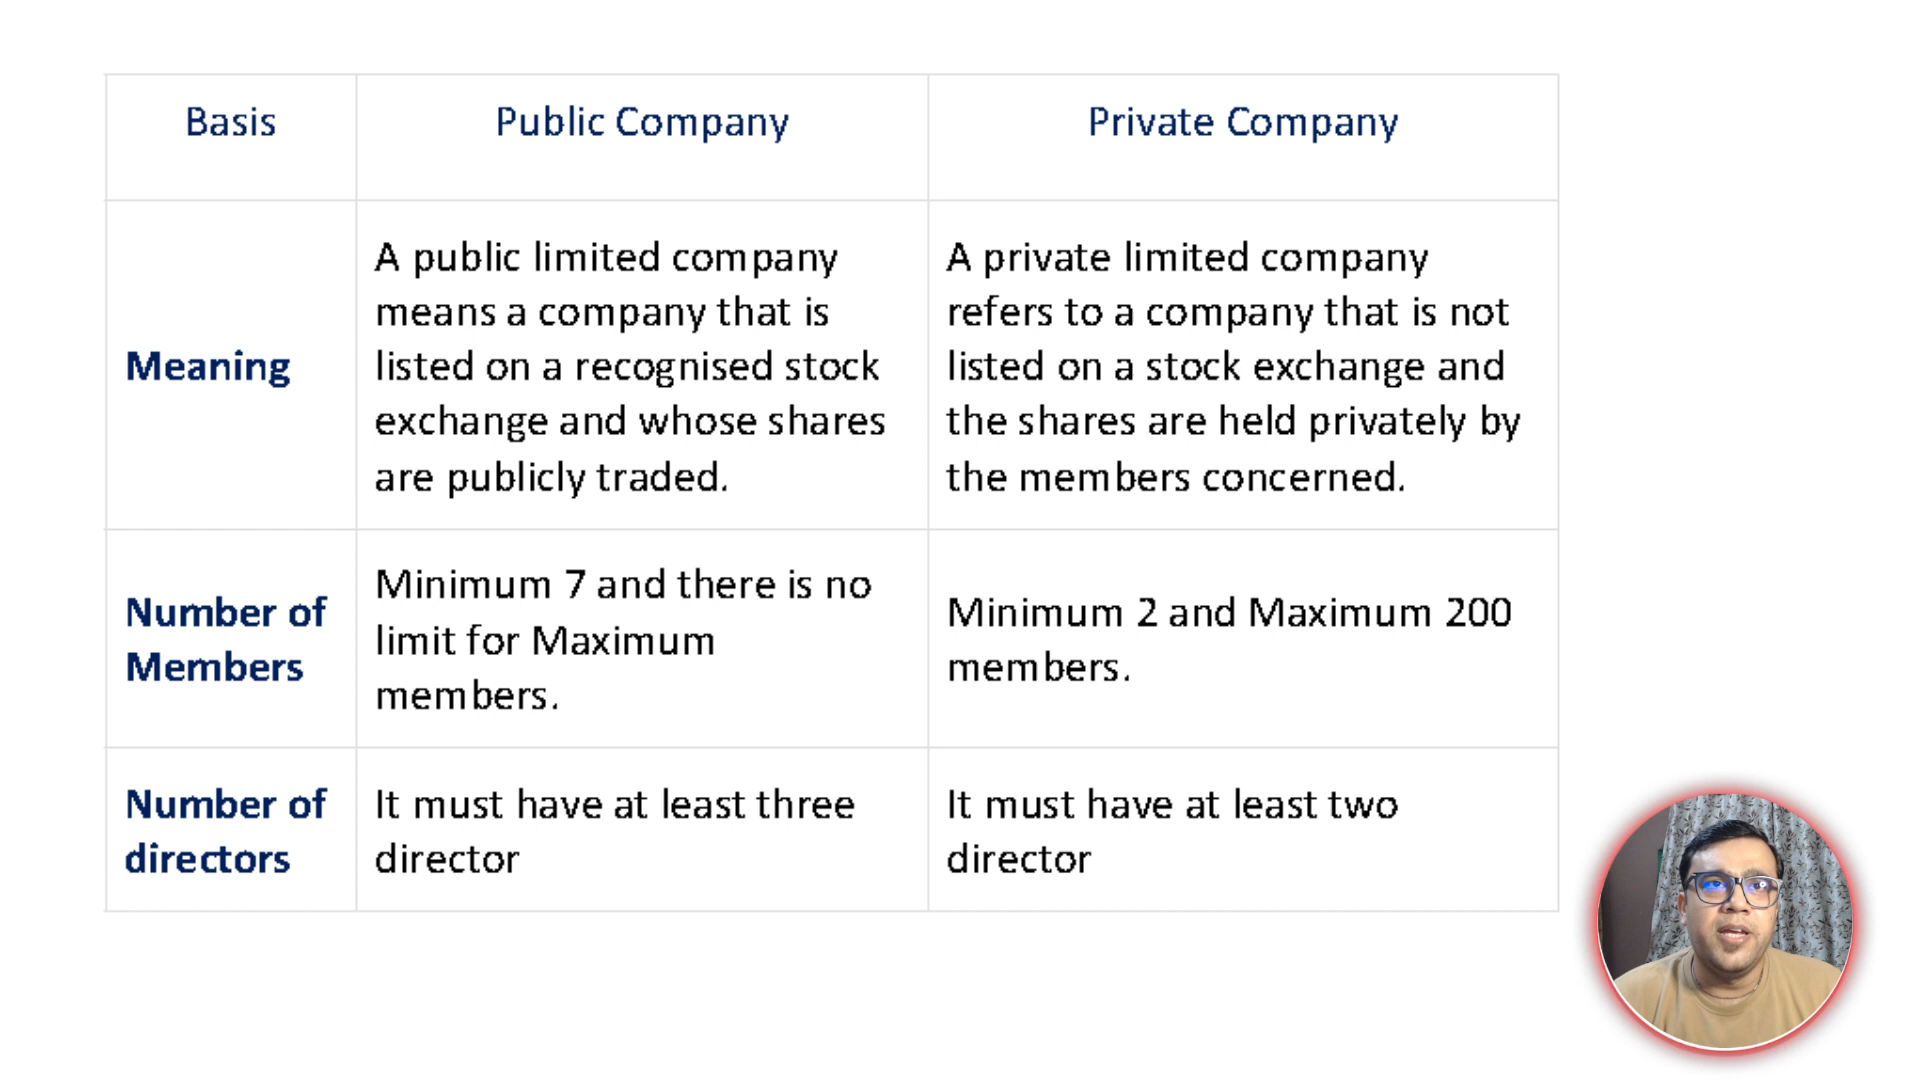 Basis
Public Company
Private Company
Meaning
A public limited company
means a company that is
listed on a recognised stock
exchange and whose shares
are publicly traded.
A private limited company
refers to a company that is not
listed on a stock exchange and
the shares are held privately by
the members concerned.
Number of
Members
Minimum 7 and there is no
limit for Maximum
members.
Minimum 2 and Maximum 200
members.
Number of
directors
It must have at least three
director
It must have at least two
director